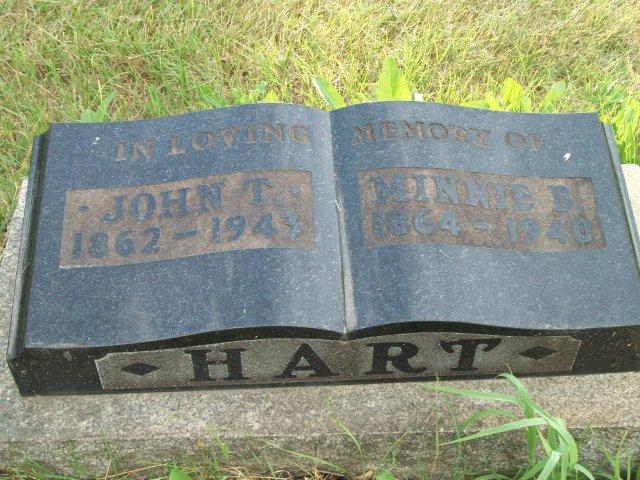 IN LOVING MEMORY OF
· JOHN T. ·
1862 – 1943
MINNIE B.
1864 – 1940
HART